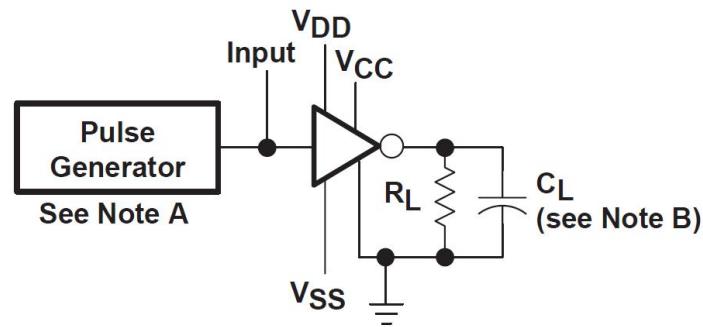 VDD
Input
VCC
Pulse
Generator
See Note A
RL
CL
(see Note B)
VSS